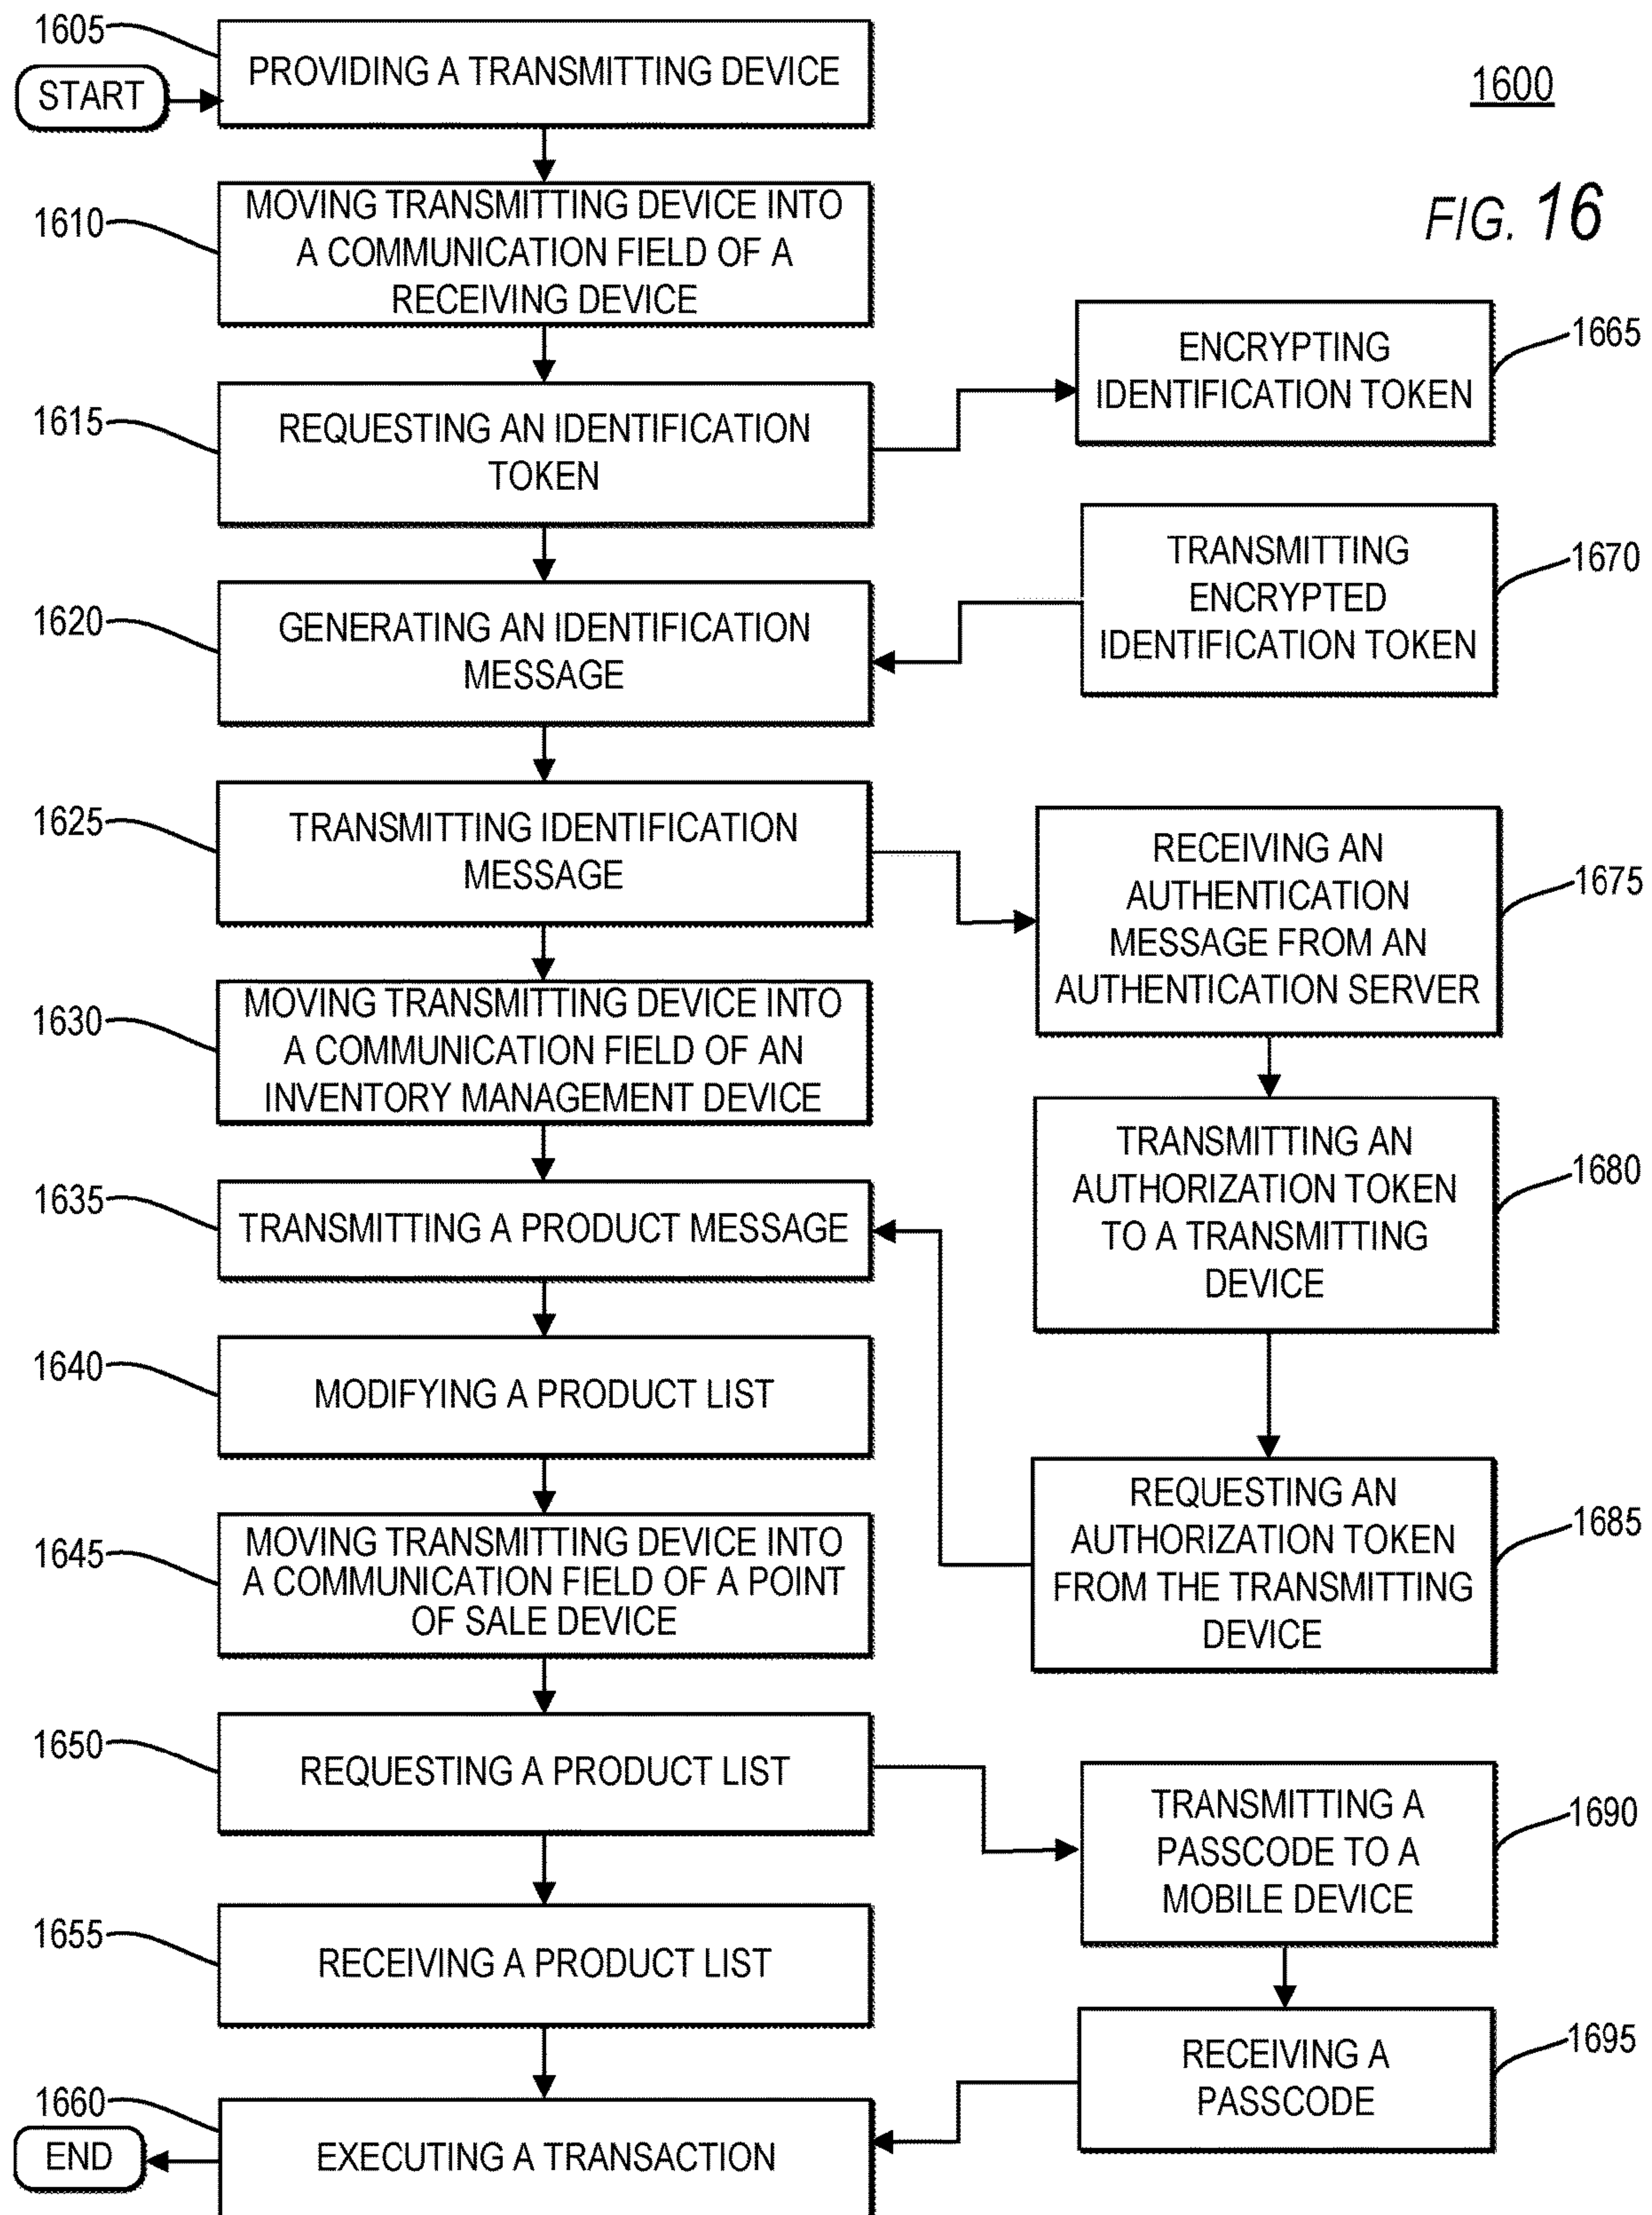 1605
PROVIDING A TRANSMITTING DEVICE
START
1600
FIG. 16
1610
MOVING TRANSMITTING DEVICE INTO
A COMMUNICATION FIELD OF A
RECEIVING DEVICE
1615
REQUESTING AN IDENTIFICATION
TOKEN
ENCRYPTING
IDENTIFICATION TOKEN
1665
1620
GENERATING AN IDENTIFICATION
MESSAGE
TRANSMITTING
ENCRYPTED
IDENTIFICATION TOKEN
1670
1625
TRANSMITTING IDENTIFICATION
MESSAGE
RECEIVING AN
AUTHENTICATION
MESSAGE FROM AN
AUTHENTICATION SERVER
1675
1630
MOVING TRANSMITTING DEVICE INTO
A COMMUNICATION FIELD OF AN
INVENTORY MANAGEMENT DEVICE
1635
TRANSMITTING A PRODUCT MESSAGE
TRANSMITTING AN
AUTHORIZATION TOKEN
TO A TRANSMITTING
DEVICE
1680
1640
MODIFYING A PRODUCT LIST
1645
MOVING TRANSMITTING DEVICE INTO
A COMMUNICATION FIELD OF A POINT
OF SALE DEVICE
REQUESTING AN
AUTHORIZATION TOKEN
FROM THE TRANSMITTING
DEVICE
1685
1650
REQUESTING A PRODUCT LIST
TRANSMITTING A
PASSCODE TO A
MOBILE DEVICE
1690
1655
RECEIVING A PRODUCT LIST
RECEIVING A
PASSCODE
1695
1660
EXECUTING A TRANSACTION
END